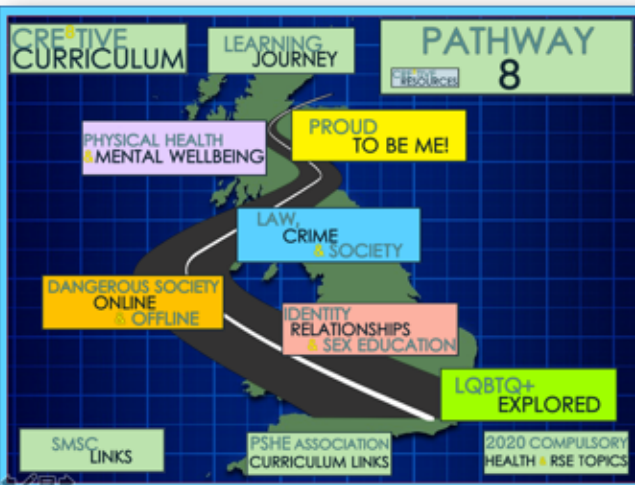 CRE8TIVE
CURRICULUM
LEARNING
JOURNEY
PATHWAY
8
CRE8TIVE
RESOURCES
PHYSICAL HEALTH
& MENTAL WELLBEING
PROUD
TO BE ME!
LAW,
CRIME
& SOCIETY
DANGEROUS SOCIETY
ONLINE
& OFFLINE
IDENTITY
RELATIONSHIPS
& SEX EDUCATION
LQBTQ+
EXPLORED
SMSC
LINKS
PSHE ASSOCIATION
CURRICULUM LINKS
2020 COMPULSORY
HEALTH & RSE TOPICS